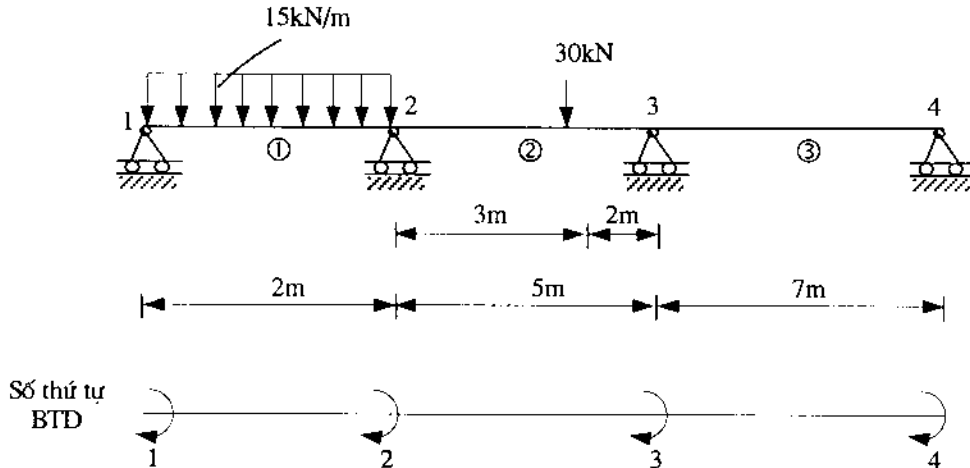 15kN/m
30kN
1 2 3 4
① ② ③
3m 2m
2m 5m 7m
Số thứ tự
BTD
1 2 3 4